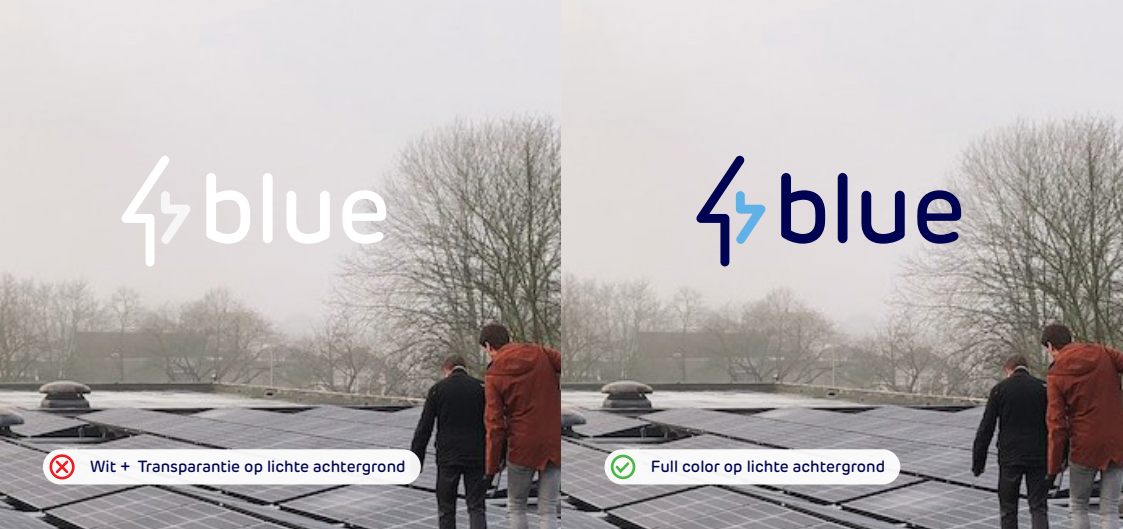 blue
Wit + Transparantie op lichte achtergrond
blue
Full color op lichte achtergrond